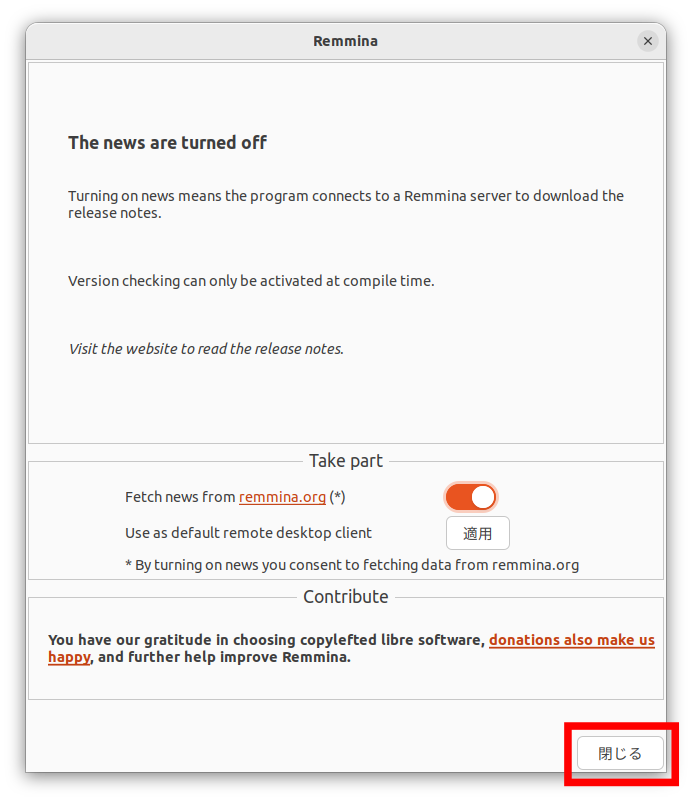 Remmina
The news are turned off
Turning on news means the program connects to a Remmina server to download the
release notes.
Version checking can only be activated at compile time.
Visit the website to read the release notes.
Take part
Fetch news from remmina.org (*)
Use as default remote desktop client 適用
* By turning on news you consent to fetching data from remmina.org
Contribute
You have our gratitude in choosing copylefted libre software, donations also make us
happy, and further help improve Remmina.
閉じる